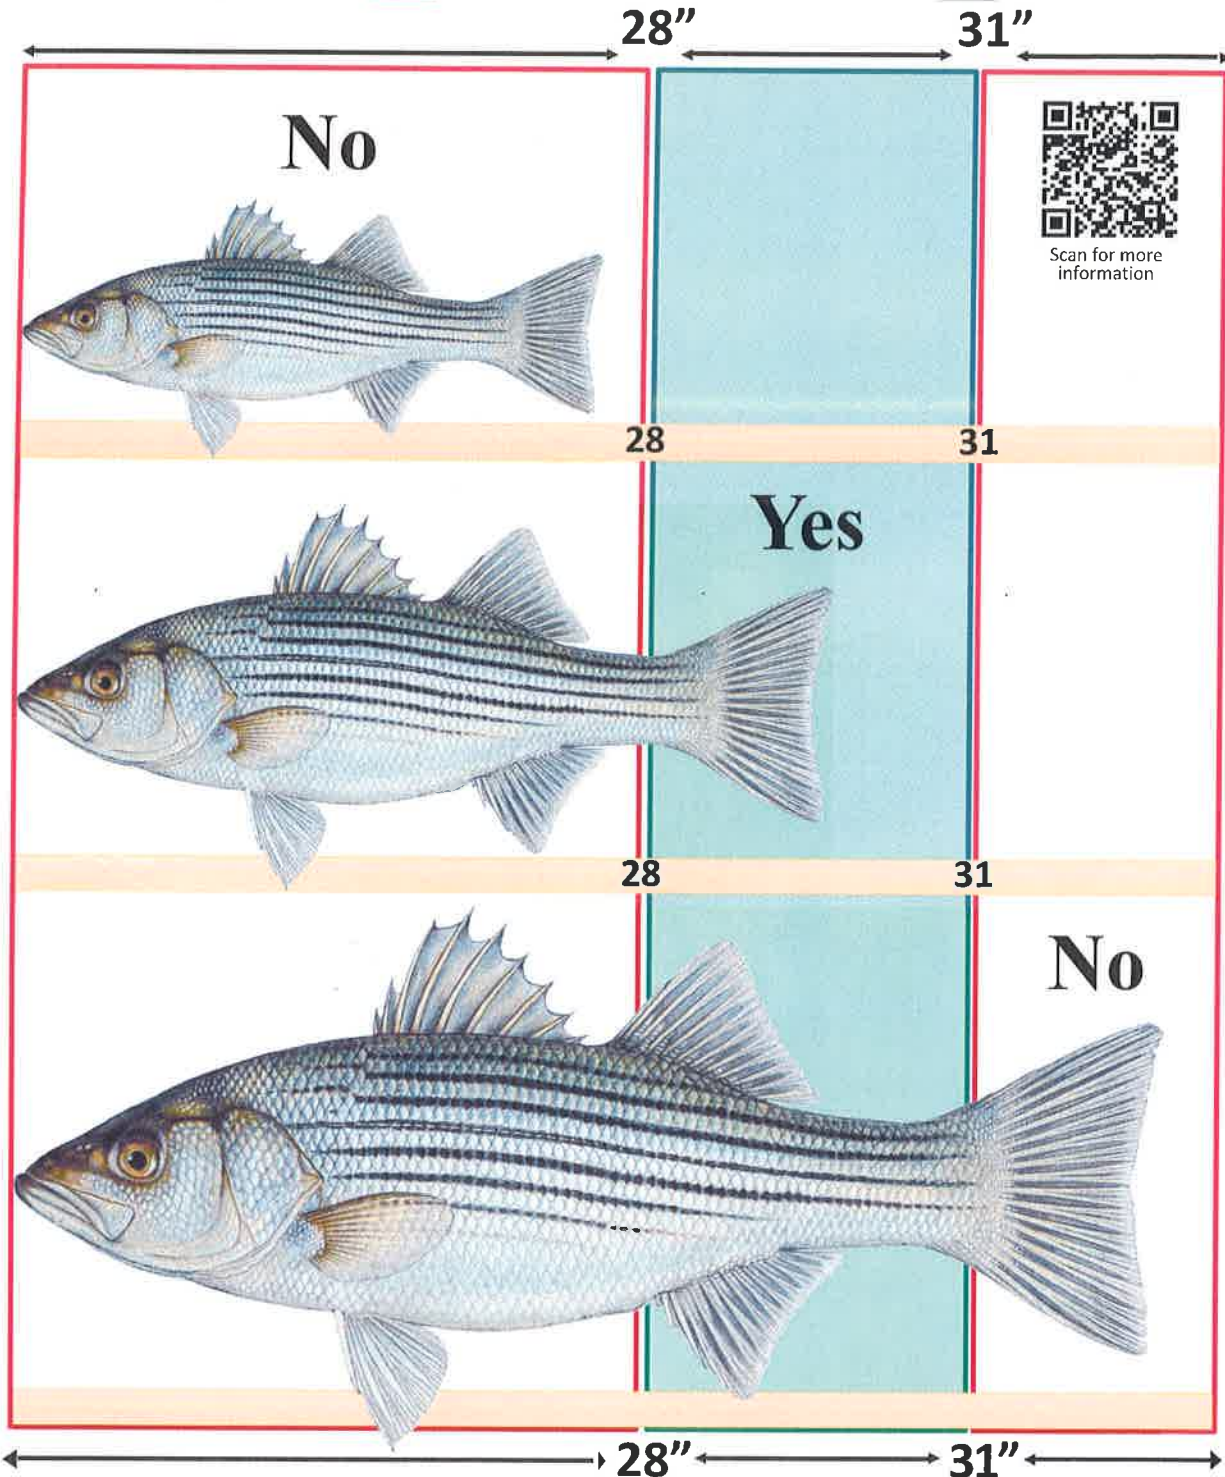 28” 31”
No
Scan for more
information
28 31
Yes
28 31
No
28” 31”